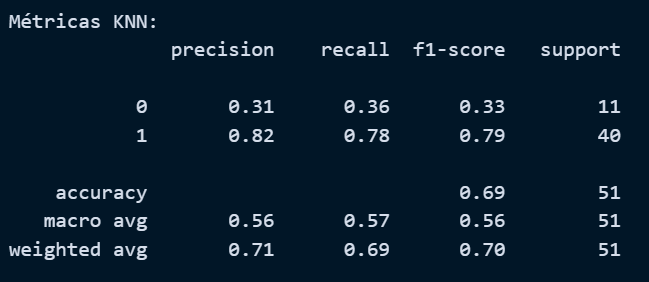 Métricas KNN:
precision recall f1-score support
0 0.31 0.36 0.33 11
1 0.82 0.78 0.79 40
accuracy 0.69 51
macro avg 0.56 0.57 0.56 51
weighted avg 0.71 0.69 0.70 51